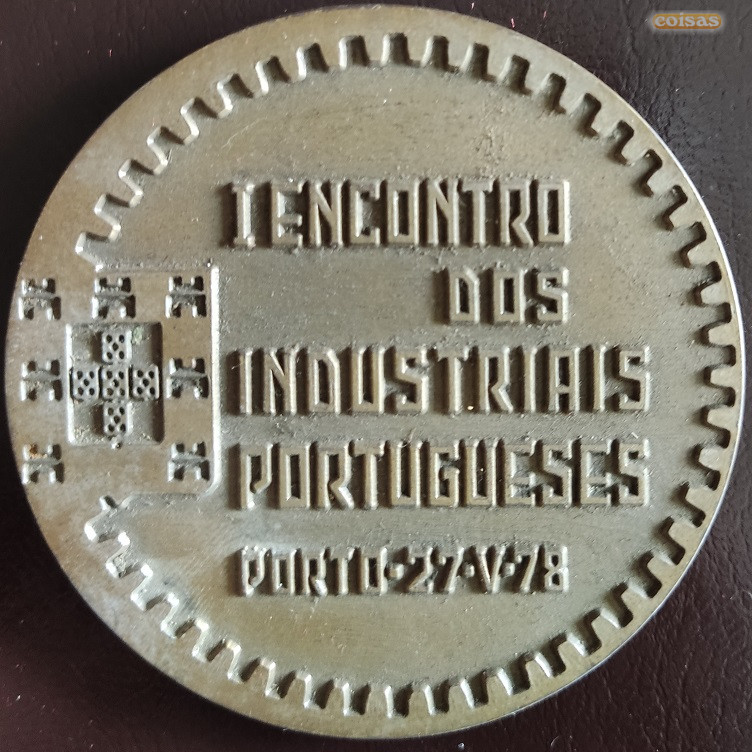 coisas
I ENCONTRO
DOS
INDUSTRIAIS
PORTUGUESES
PORTO·27·V·78